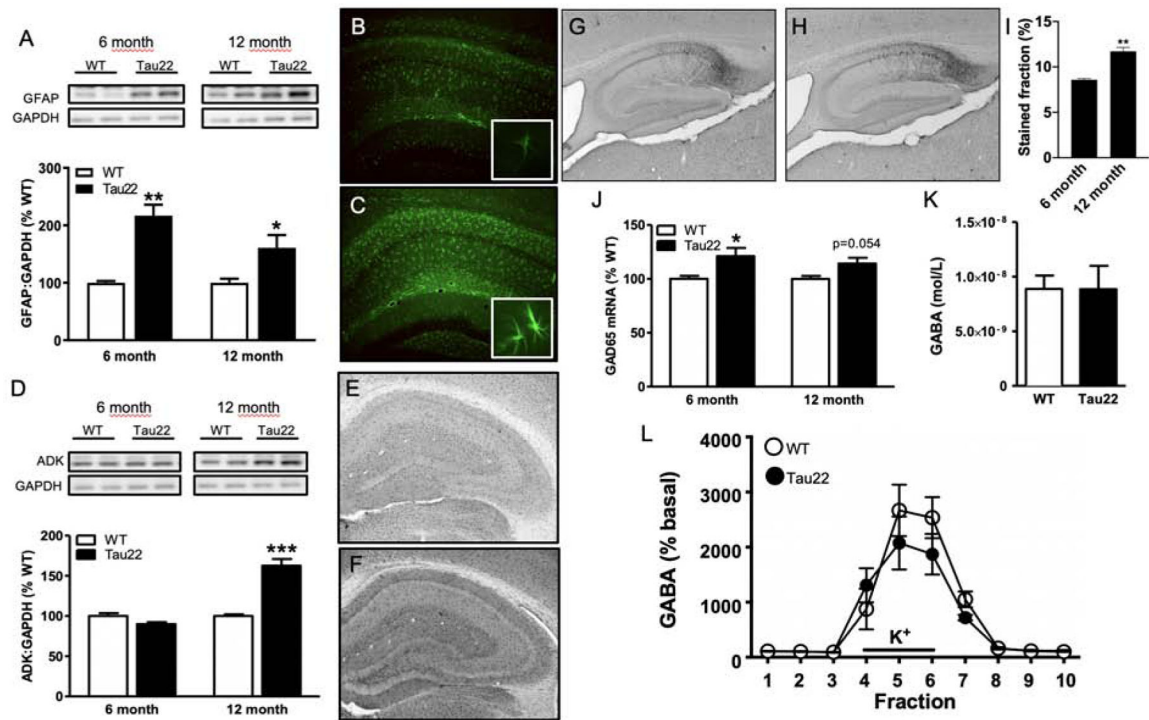 A
6 month
12 month
WT
Tau22
WT
Tau22
GFAP
GAPDH
GFAP:GAPDH (% WT)
300
200
100
0
WT
Tau22
**
*
6 month
12 month
B
C
D
6 month
12 month
WT
Tau22
WT
Tau22
ADK
GAPDH
ADK:GAPDH (% WT)
200
150
100
50
0
WT
Tau22
***
6 month
12 month
E
F
G
H
I
Stained fraction (%)
15
10
5
0
**
6 month
12 month
J
GAD65 mRNA (% WT)
150
100
50
0
WT
Tau22
*
p=0.054
6 month
12 month
K
GABA (mol/L)
1.5×10-8
1.0×10-8
5.0×10-9
0
WT
Tau22
L
GABA (% basal)
4000
3000
2000
1000
0
WT
Tau22
K+
1 2 3 4 5 6 7 8 9 10
Fraction